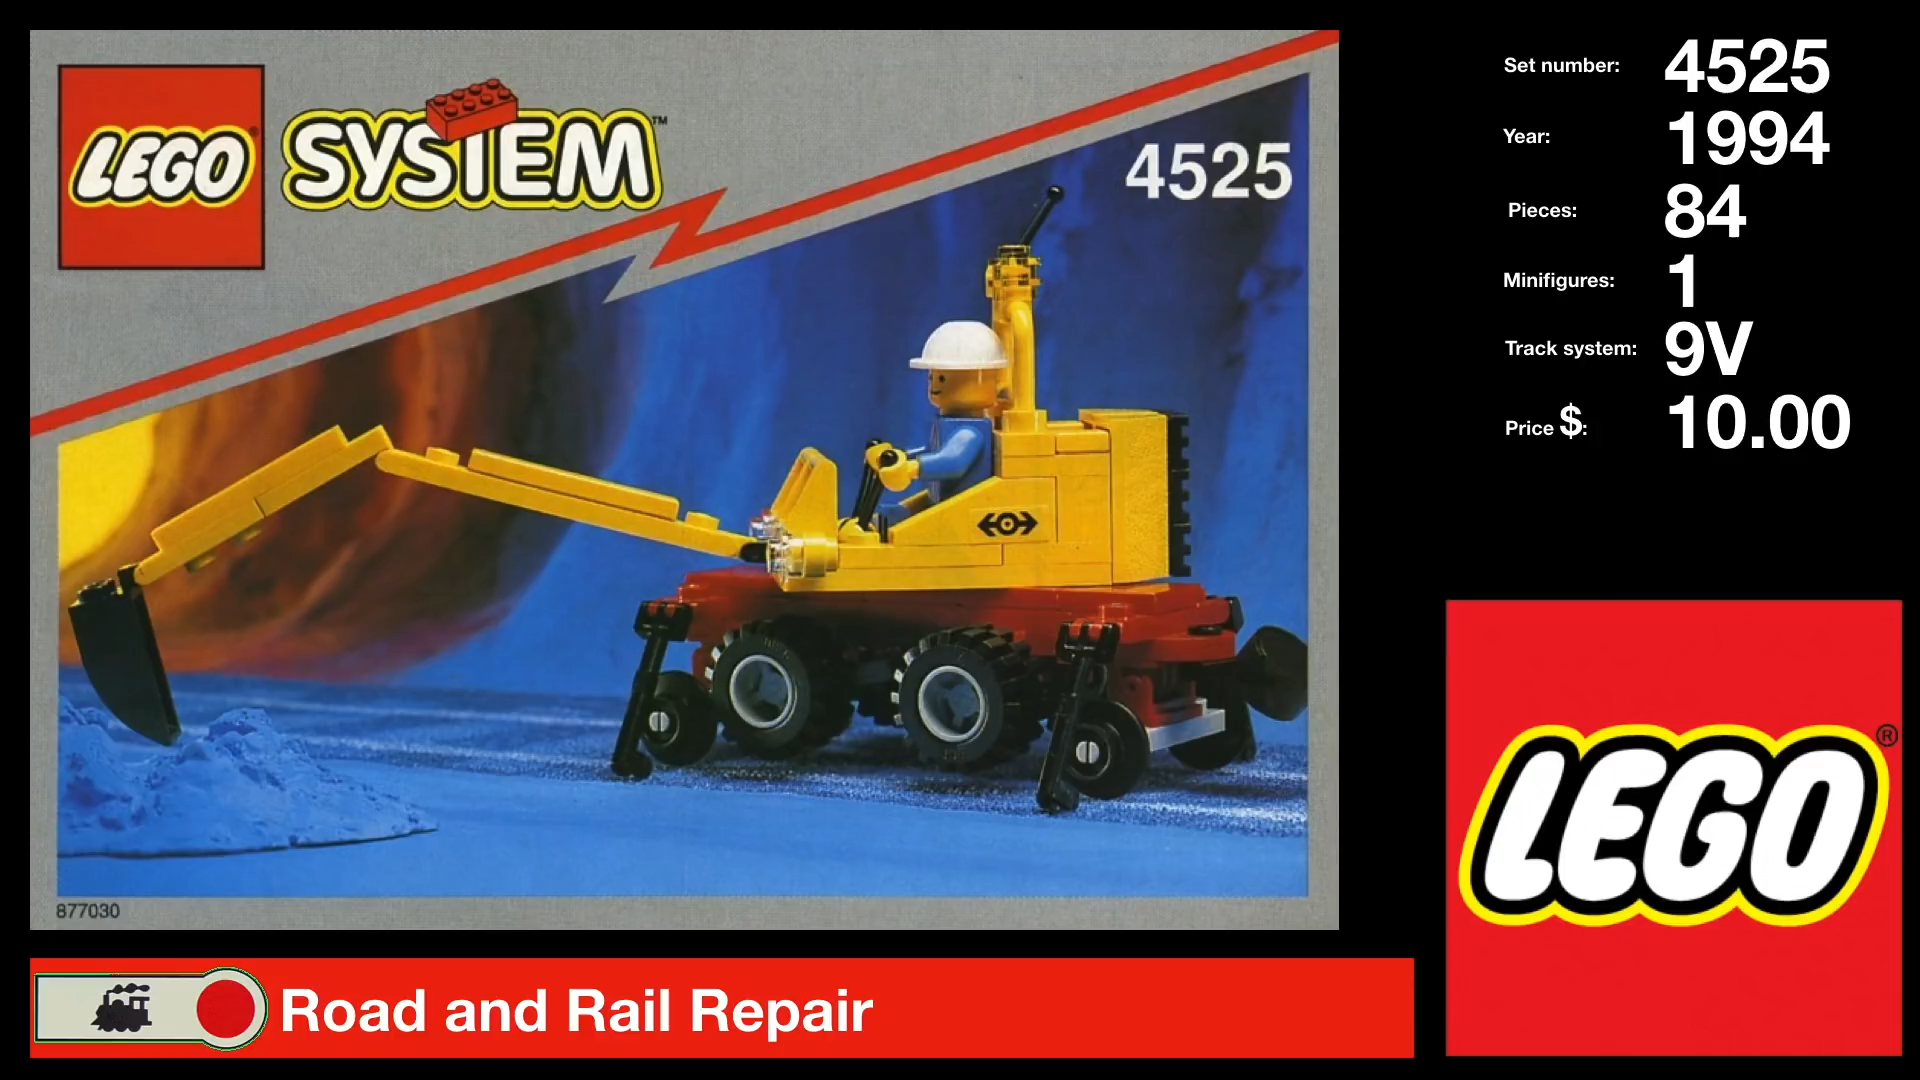 LEGO®
SYSTEM™
4525
877030
Road and Rail Repair
Set number: 4525
Year: 1994
Pieces: 84
Minifigures: 1
Track system: 9V
Price $: 10.00
LEGO®